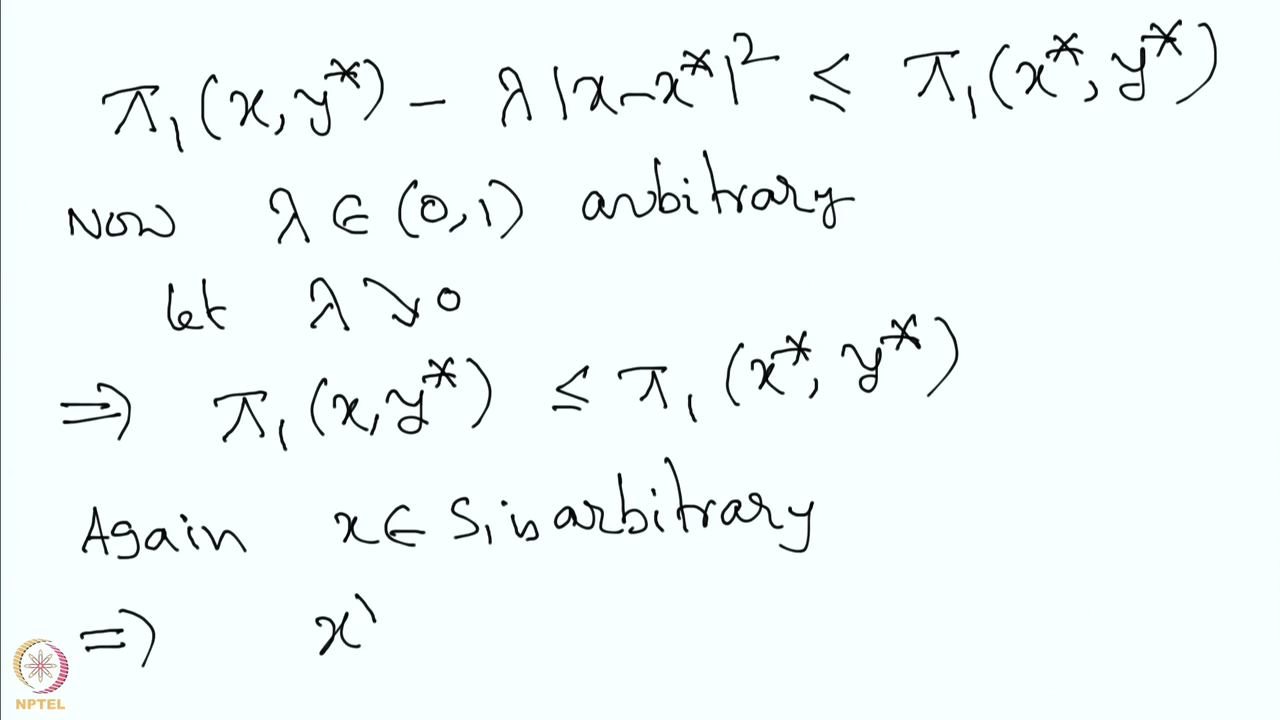 π₁(x, y*) - λ|x-x*|² ≤ π₁(x*, y*)
Now λ ∈ (0,1) arbitrary
let λ ↘ 0
⇒ π₁(x, y*) ≤ π₁(x*, y*)
Again x ∈ S₁ is arbitrary
⇒ x
NPTEL